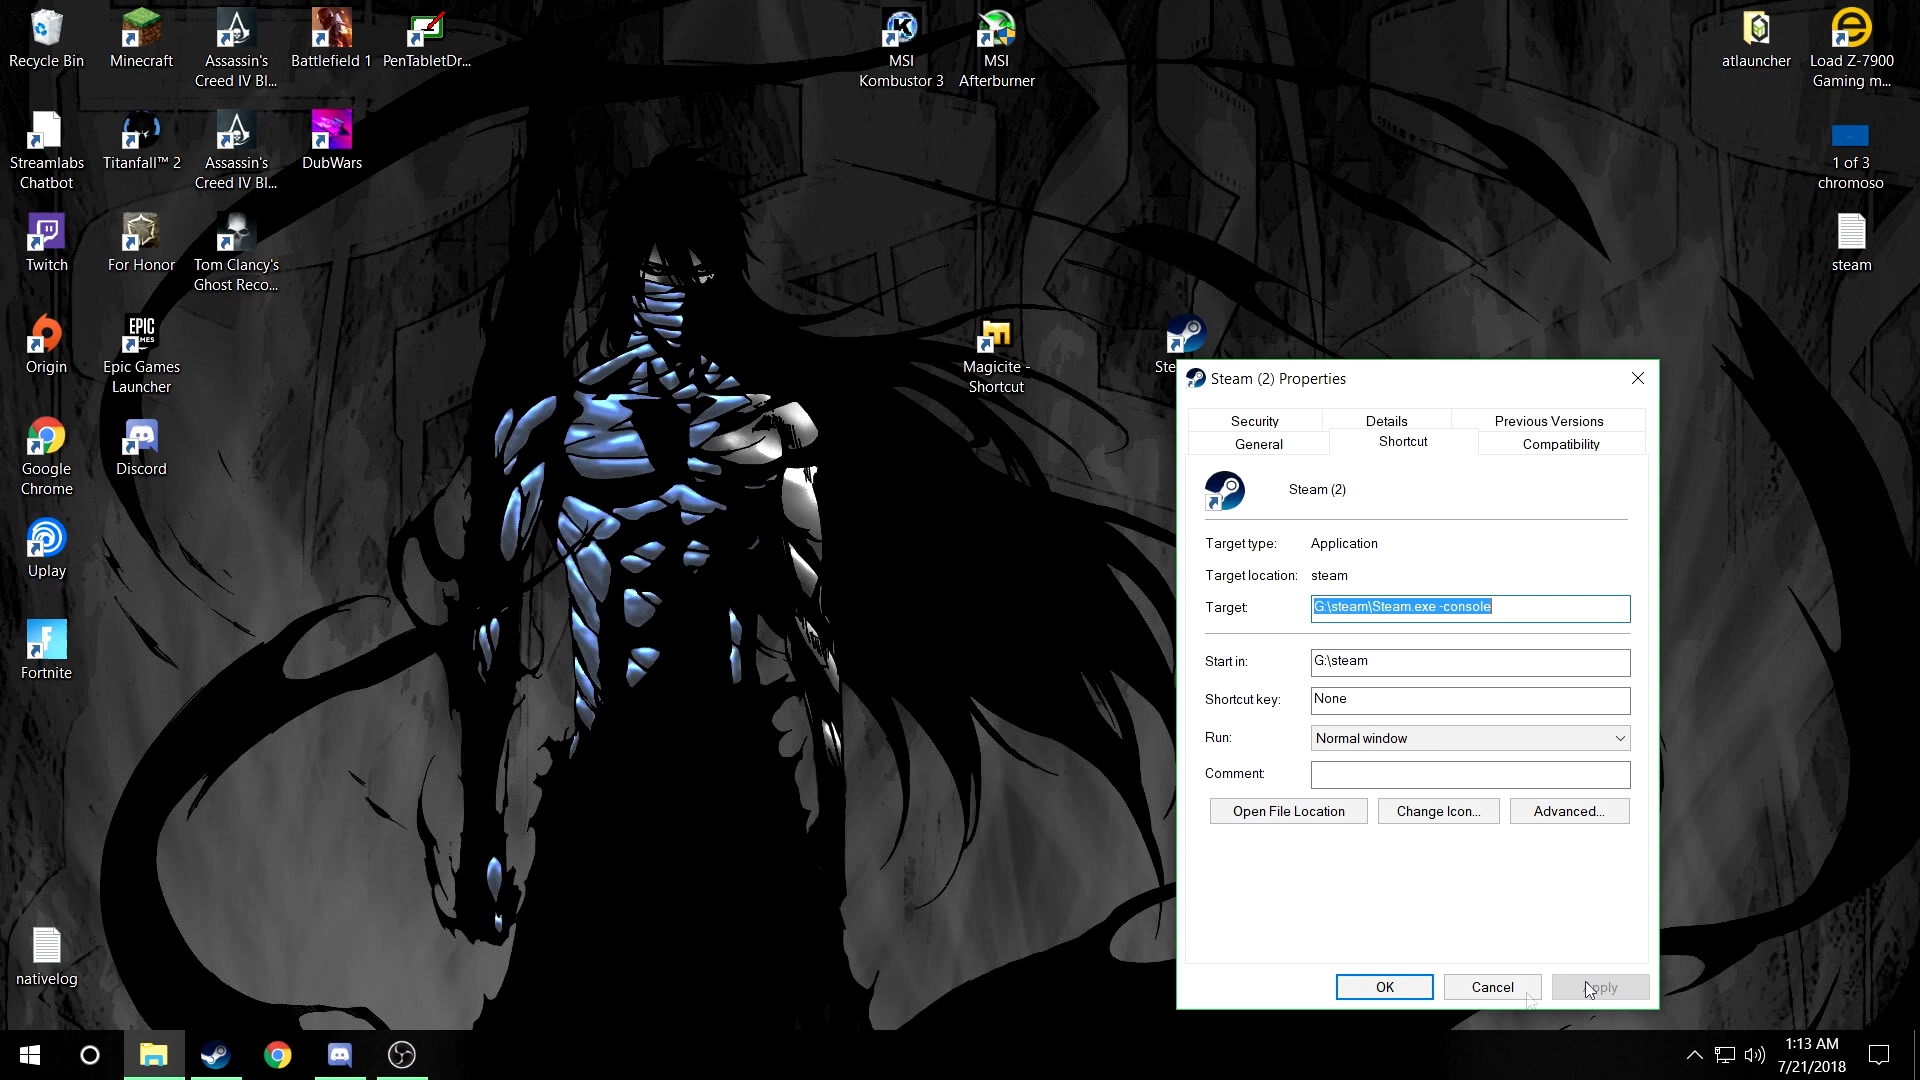 Recycle Bin
Minecraft
Assassin's
Creed IV Bl...
Battlefield 1
PenTabletDr...
K
MSI
Kombustor 3
MSI
Afterburner
atlauncher
Load Z-7900
Gaming m...
Streamlabs
Chatbot
Titanfall™ 2
Assassin's
Creed IV Bl...
DubWars
1 of 3
chromoso
Twitch
For Honor
Tom Clancy's
Ghost Reco...
steam
Origin
EPIC
Epic Games
Launcher
Magicite -
Shortcut
Ste
Google
Chrome
Discord
Uplay
Fortnite
nativelog
Steam (2) Properties
Security
Details
Previous Versions
General
Shortcut
Compatibility
Steam (2)
Target type:
Application
Target location:
steam
Target:
G:\steam\Steam.exe -console
Start in:
G:\steam
Shortcut key:
None
Run:
Normal window
Comment:
Open File Location
Change Icon...
Advanced...
OK
Cancel
Apply
1:13 AM
7/21/2018